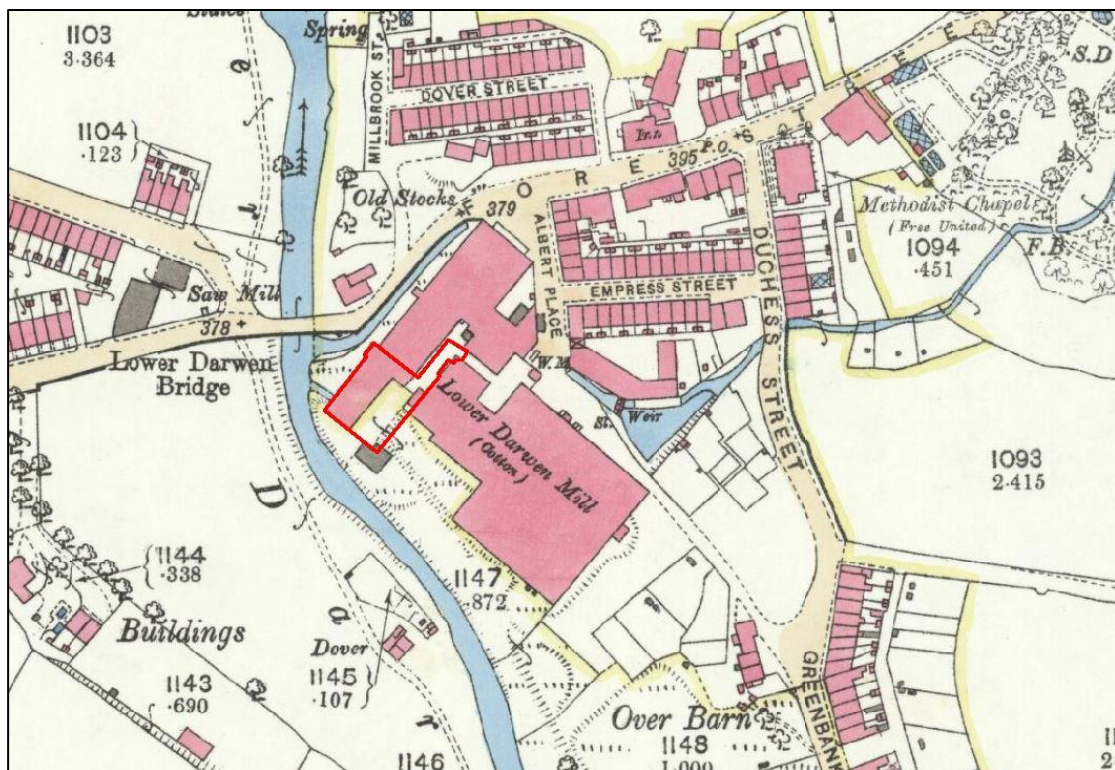 1103
3.364
Spring
MILLBROOK ST.
DOVER STREET
S.D
1104
.123
Inn
P.O.
395
Old Stocks
379
FORE ST
ALBERT PLACE
DUCHESS STREET
Methodist Chapel
(Free United)
1094
.451
F.B.
EMPRESS STREET
Saw Mill
378
Lower Darwen
Bridge
W.M.
Lower Darwen Mill
(Cotton)
St.
Weir
1093
2.415
1144
.338
1147
.872
Buildings
Dover
1145
.107
1143
.690
D
a
r
e
r
1146
Over Barn
1148
1.000
GREENBANK